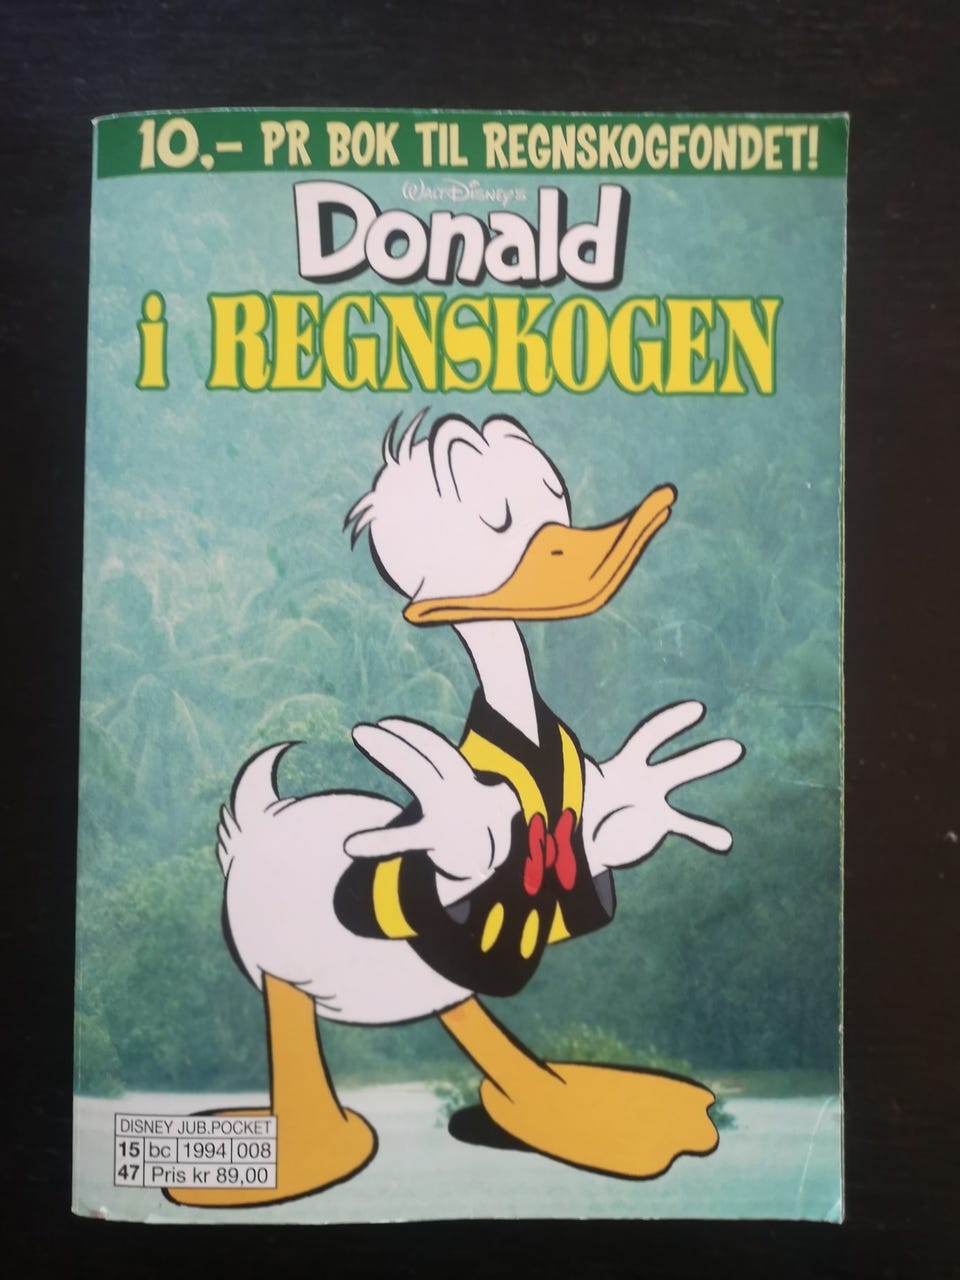 10,- PR BOK TIL REGNSKOGFONDET!
WALT DISNEY'S
Donald
i REGNSKOGEN
DISNEY JUB.POCKET
15 bc 1994 008
47 Pris kr 89,00